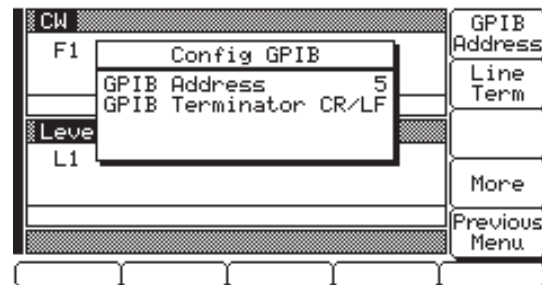 CW
F1
Config GPIB
GPIB Address 5
GPIB Terminator CR/LF
Leve
L1
GPIB
Address
Line
Term
More
Previous
Menu